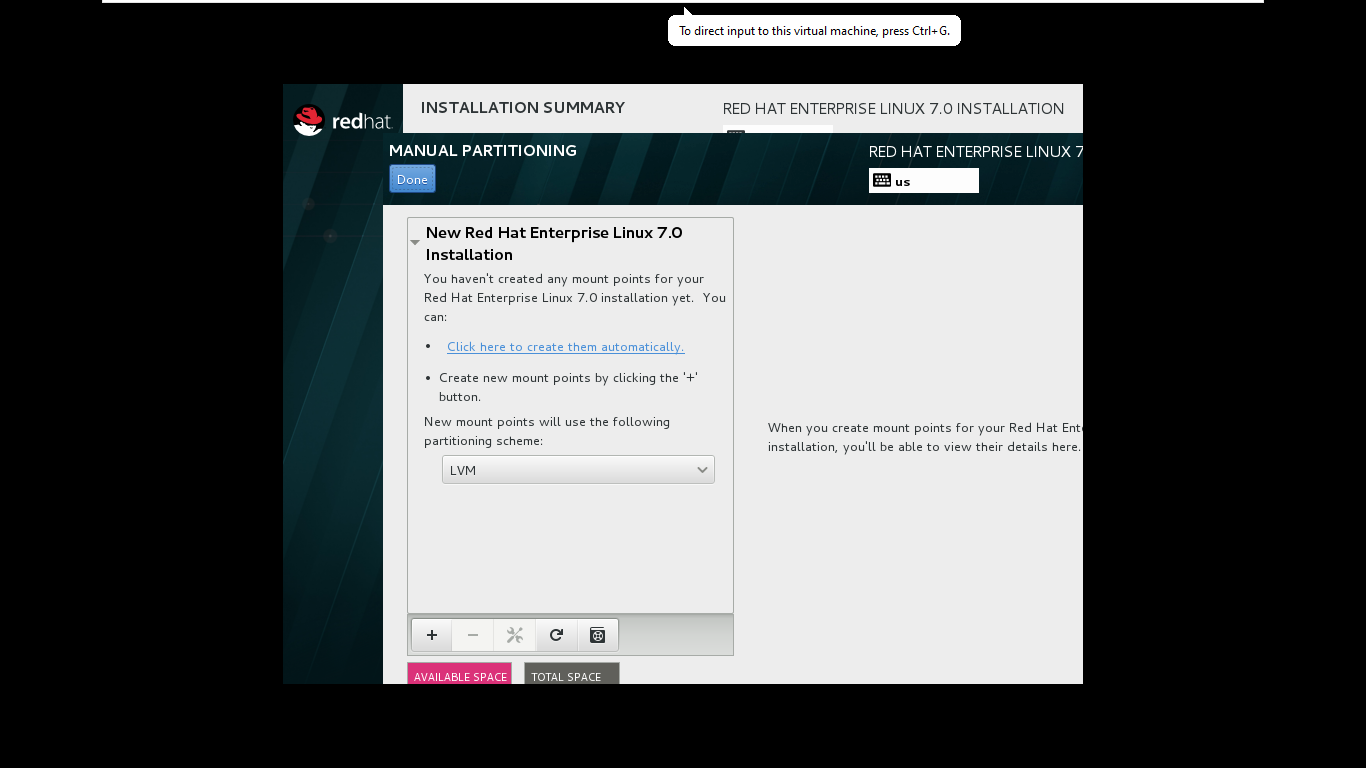 To direct input to this virtual machine, press Ctrl+G.
redhat.
INSTALLATION SUMMARY
RED HAT ENTERPRISE LINUX 7.0 INSTALLATION
MANUAL PARTITIONING
RED HAT ENTERPRISE LINUX 7
Done
us
New Red Hat Enterprise Linux 7.0
Installation
You haven't created any mount points for your
Red Hat Enterprise Linux 7.0 installation yet. You
can:
• Click here to create them automatically.
• Create new mount points by clicking the '+'
button.
New mount points will use the following
partitioning scheme:
LVM
When you create mount points for your Red Hat Ente
installation, you'll be able to view their details here.
AVAILABLE SPACE
TOTAL SPACE